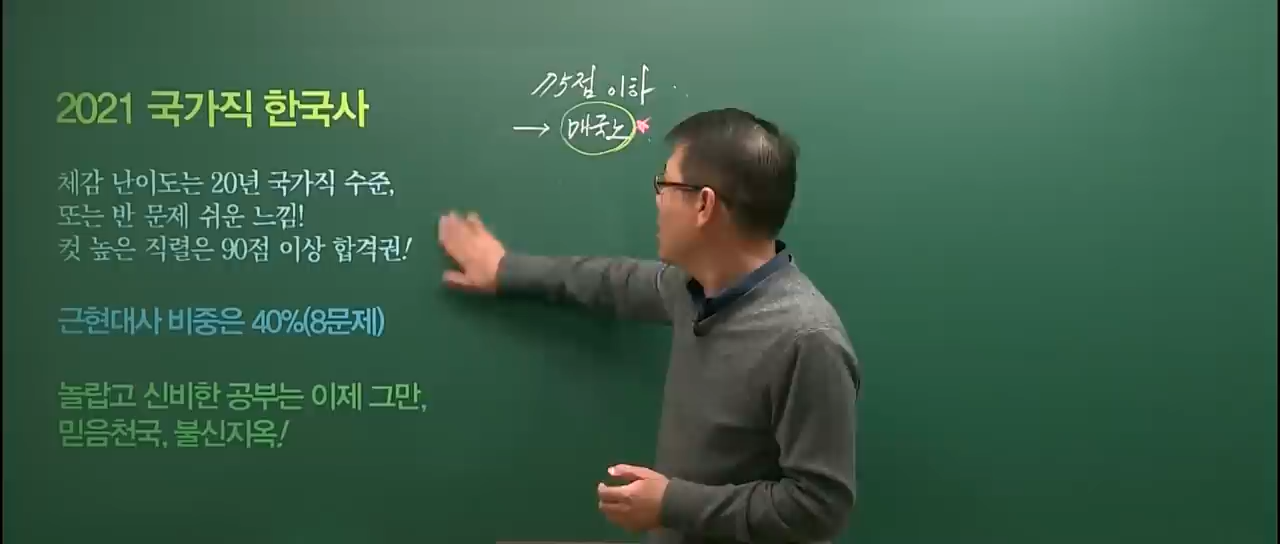 2021 국가직 한국사
체감 난이도는 20년 국가직 수준,
또는 반 문제 쉬운 느낌!
컷 높은 직렬은 90점 이상 합격권!
근현대사 비중은 40%(8문제)
놀랍고 신비한 공부는 이제 그만,
믿음천국, 불신지옥!
75점 이하
→ 매국노